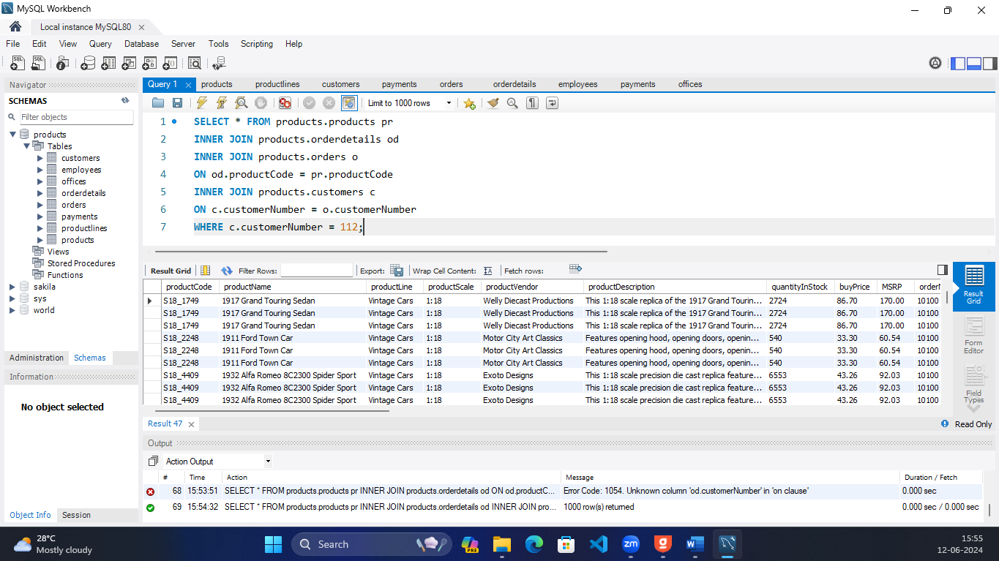 MySQL Workbench
Local instance MySQL80
File Edit View Query Database Server Tools Scripting Help
Navigator
SCHEMAS
Filter objects
products
Tables
customers
employees
offices
orderdetails
orders
payments
productlines
products
Views
Stored Procedures
Functions
sakila
sys
world
Administration Schemas
Information
No object selected
Object Info Session
Query 1 products productlines customers payments orders orderdetails employees payments offices
Limit to 1000 rows
1 SELECT * FROM products.products pr
2 INNER JOIN products.orderdetails od
3 INNER JOIN products.orders o
4 ON od.productCode = pr.productCode
5 INNER JOIN products.customers c
6 ON c.customerNumber = o.customerNumber
7 WHERE c.customerNumber = 112;
Result Grid Filter Rows: Export: Wrap Cell Content: IA Fetch rows:
productCode productName productLine productScale productVendor productDescription quantityInStock buyPrice MSRP
S18_1749 1917 Grand Touring Sedan Vintage Cars 1:18 Welly Diecast Productions This 1:18 scale replica of the 1917 Grand Tourin... 2724 86.70 170.00 10100
S18_1749 1917 Grand Touring Sedan Vintage Cars 1:18 Welly Diecast Productions This 1:18 scale replica of the 1917 Grand Tourin... 2724 86.70 170.00 10100
S18_1749 1917 Grand Touring Sedan Vintage Cars 1:18 Welly Diecast Productions This 1:18 scale replica of the 1917 Grand Tourin... 2724 86.70 170.00 10100
S18_2248 1911 Ford Town Car Vintage Cars 1:18 Motor City Art Classics Features opening hood, opening doors, openin... 540 33.30 60.54 10100
S18_2248 1911 Ford Town Car Vintage Cars 1:18 Motor City Art Classics Features opening hood, opening doors, openin... 540 33.30 60.54 10100
S18_2248 1911 Ford Town Car Vintage Cars 1:18 Motor City Art Classics Features opening hood, opening doors, openin... 540 33.30 60.54 10100
S18_4409 1932 Alfa Romeo 8C2300 Spider Sport Vintage Cars 1:18 Exoto Designs This 1:18 scale precision die cast replica feature... 6553 43.26 92.03 10100
S18_4409 1932 Alfa Romeo 8C2300 Spider Sport Vintage Cars 1:18 Exoto Designs This 1:18 scale precision die cast replica feature... 6553 43.26 92.03 10100
S18_4409 1932 Alfa Romeo 8C2300 Spider Sport Vintage Cars 1:18 Exoto Designs This 1:18 scale precision die cast replica feature... 6553 43.26 92.03 10100
Result
Grid
Form
Editor
Field
Types
Result 47
Read Only
Output
Action Output
# Time Action Message Duration / Fetch
68 15:53:51 SELECT * FROM products.products pr INNER JOIN products.orderdetails od ON od.productC... Error Code: 1054. Unknown column 'od.customerNumber' in 'on clause' 0.000 sec
69 15:54:32 SELECT * FROM products.products pr INNER JOIN products.orderdetails od INNER JOIN pro... 1000 row(s) returned 0.000 sec / 0.000 sec
28°C
Mostly cloudy
Search
PRE
zm
15:55
12-06-2024